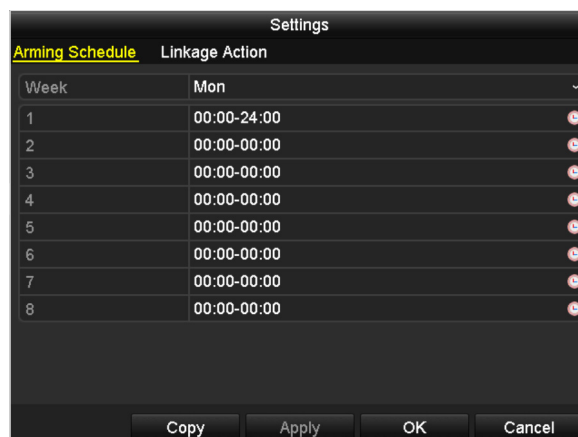 Settings
Arming Schedule Linkage Action
Week Mon
1 00:00-24:00
2 00:00-00:00
3 00:00-00:00
4 00:00-00:00
5 00:00-00:00
6 00:00-00:00
7 00:00-00:00
8 00:00-00:00
Copy Apply OK Cancel